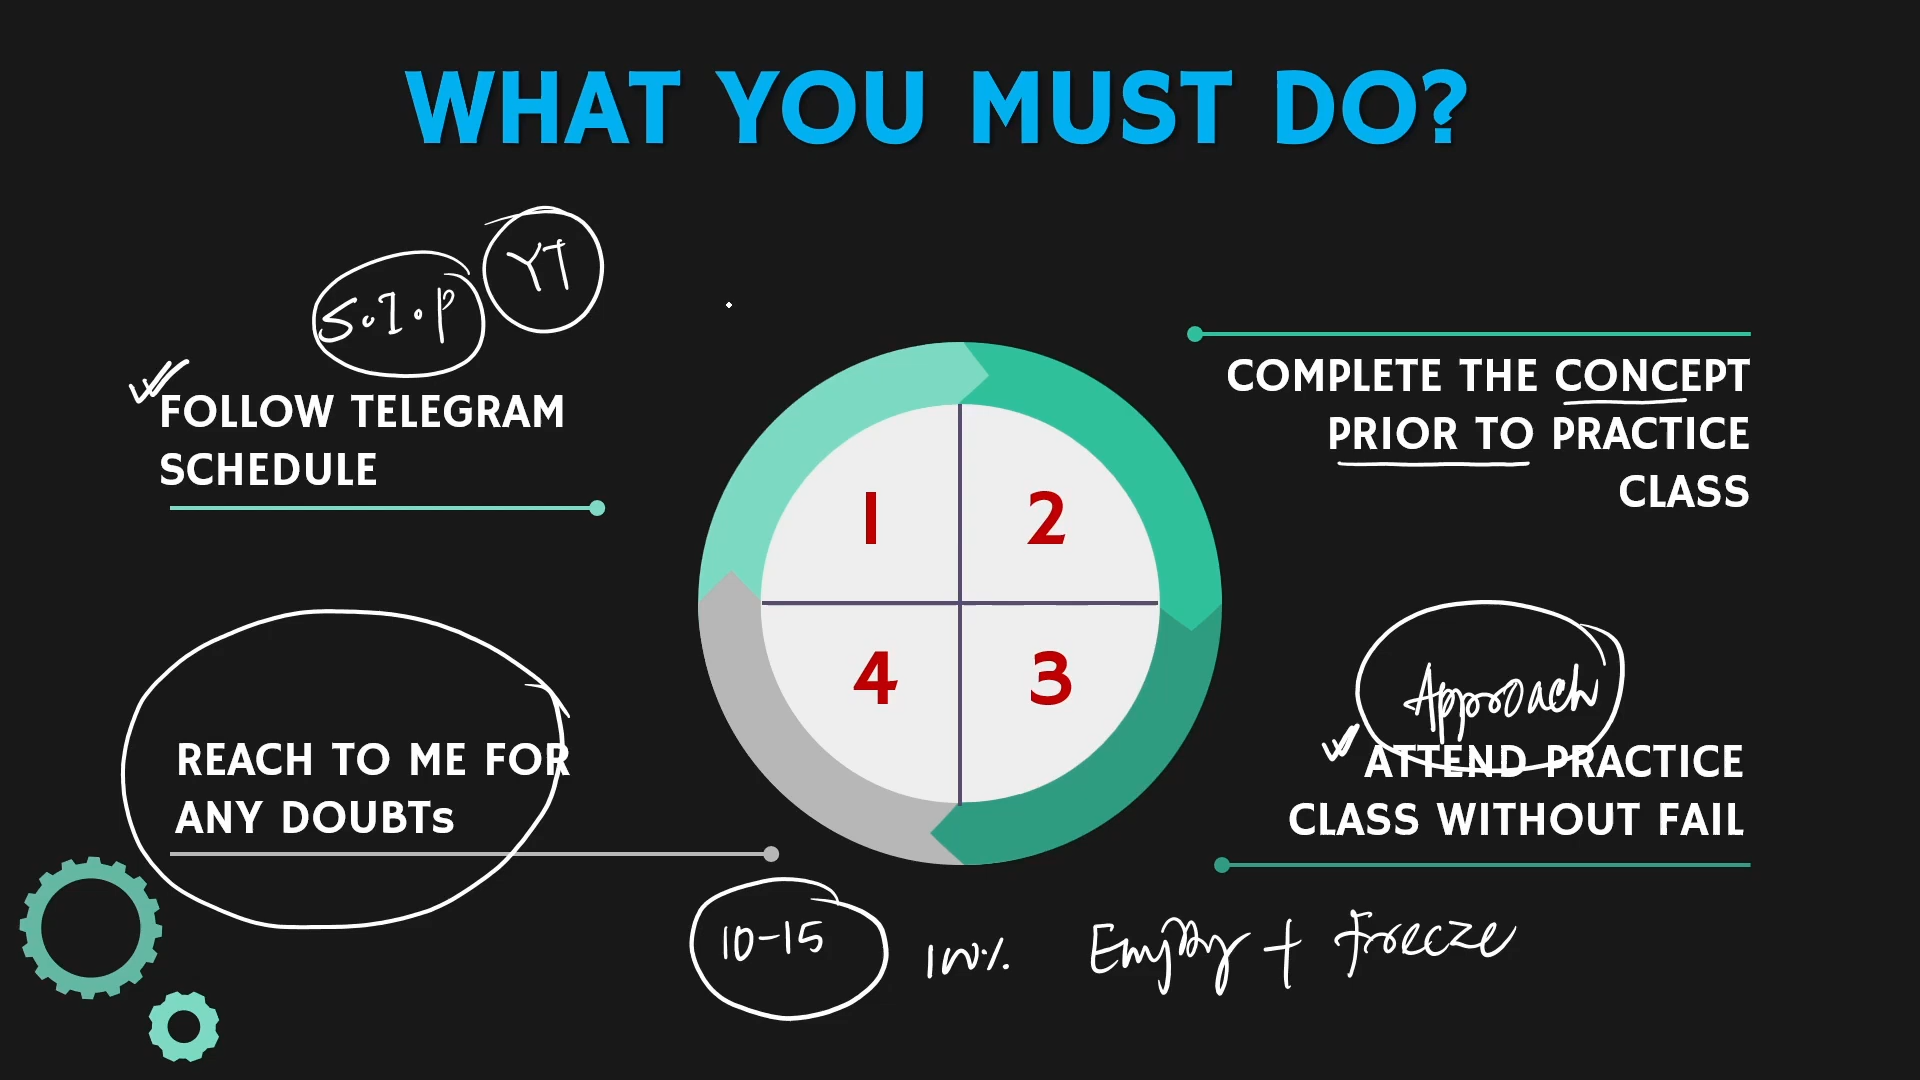 WHAT YOU MUST DO?
YT
S.I.P
FOLLOW TELEGRAM
SCHEDULE
COMPLETE THE CONCEPT
PRIOR TO PRACTICE
CLASS
1
2
4
3
Approach
ATTEND PRACTICE
CLASS WITHOUT FAIL
REACH TO ME FOR
ANY DOUBTs
10-15
100% Enjoy + Freeze